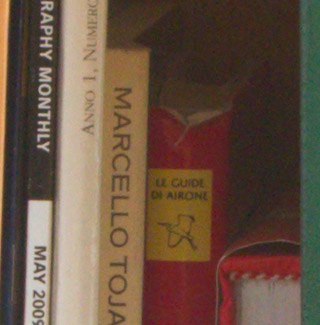 RAPHY MONTHLY
MAY 2009
ANNO 1, NUMERO
MARCELLO TOJA
LE GUIDE
DI AIRONE